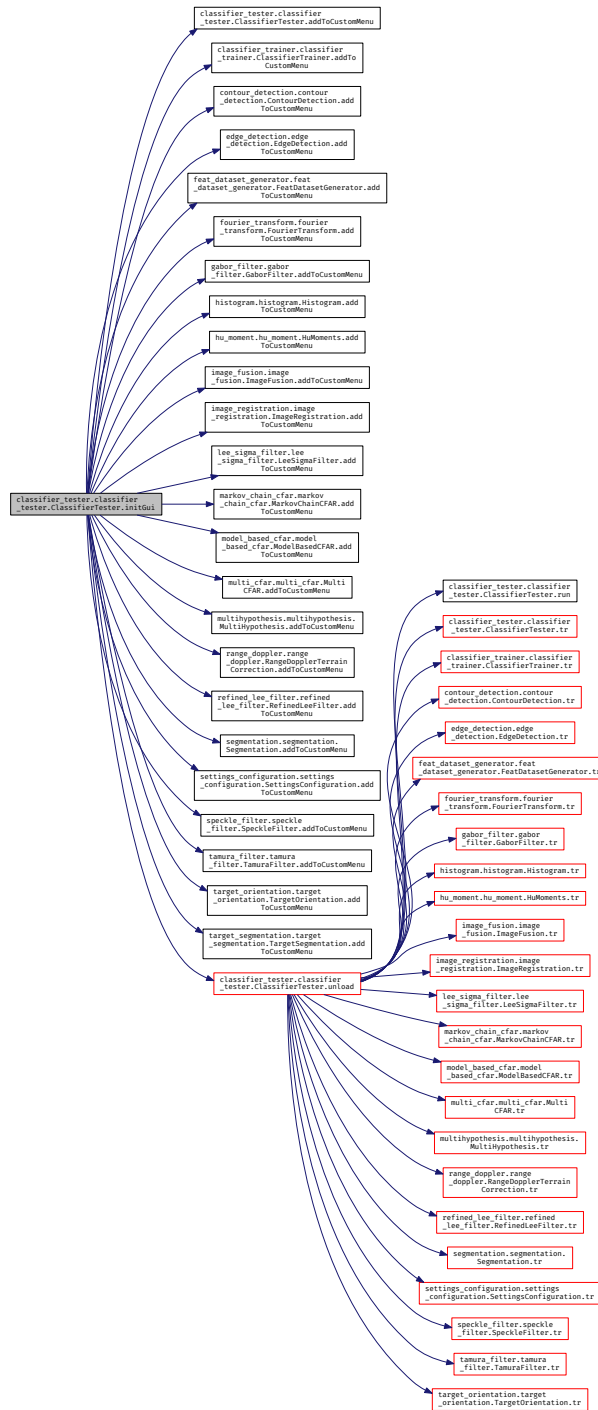 classifier_tester.classifier
_tester.ClassifierTester.addToCustomMenu
classifier_trainer.classifier
_trainer.ClassifierTrainer.addTo
CustomMenu
contour_detection.contour
_detection.ContourDetection.add
ToCustomMenu
edge_detection.edge
_detection.EdgeDetection.add
ToCustomMenu
feat_dataset_generator.feat
_dataset_generator.FeatDatasetGenerator.add
ToCustomMenu
fourier_transform.fourier
_transform.FourierTransform.add
ToCustomMenu
gabor_filter.gabor
_filter.GaborFilter.addToCustomMenu
histogram.histogram.Histogram.add
ToCustomMenu
hu_moment.hu_moment.HuMoments.add
ToCustomMenu
image_fusion.image
_fusion.ImageFusion.addToCustomMenu
image_registration.image
_registration.ImageRegistration.add
ToCustomMenu
lee_sigma_filter.lee
_sigma_filter.LeeSigmaFilter.add
ToCustomMenu
classifier_tester.classifier
_tester.ClassifierTester.initGui
markov_chain_cfar.markov
_chain_cfar.MarkovChainCFAR.add
ToCustomMenu
model_based_cfar.model
_based_cfar.ModelBasedCFAR.add
ToCustomMenu
multi_cfar.multi_cfar.Multi
CFAR.addToCustomMenu
multihypothesis.multihypothesis.
MultiHypothesis.addToCustomMenu
range_doppler.range
_doppler.RangeDopplerTerrain
Correction.addToCustomMenu
refined_lee_filter.refined
_lee_filter.RefinedLeeFilter.add
ToCustomMenu
segmentation.segmentation.
Segmentation.addToCustomMenu
settings_configuration.settings
_configuration.SettingsConfiguration.add
ToCustomMenu
speckle_filter.speckle
_filter.SpeckleFilter.addToCustomMenu
tamura_filter.tamura
_filter.TamuraFilter.addToCustomMenu
target_orientation.target
_orientation.TargetOrientation.add
ToCustomMenu
target_segmentation.target
_segmentation.TargetSegmentation.add
ToCustomMenu
classifier_tester.classifier
_tester.ClassifierTester.unload
classifier_tester.classifier
_tester.ClassifierTester.run
classifier_tester.classifier
_tester.ClassifierTester.tr
classifier_trainer.classifier
_trainer.ClassifierTrainer.tr
contour_detection.contour
_detection.ContourDetection.tr
edge_detection.edge
_detection.EdgeDetection.tr
feat_dataset_generator.feat
_dataset_generator.FeatDatasetGenerator.tr
fourier_transform.fourier
_transform.FourierTransform.tr
gabor_filter.gabor
_filter.GaborFilter.tr
histogram.histogram.Histogram.tr
hu_moment.hu_moment.HuMoments.tr
image_fusion.image
_fusion.ImageFusion.tr
image_registration.image
_registration.ImageRegistration.tr
lee_sigma_filter.lee
_sigma_filter.LeeSigmaFilter.tr
markov_chain_cfar.markov
_chain_cfar.MarkovChainCFAR.tr
model_based_cfar.model
_based_cfar.ModelBasedCFAR.tr
multi_cfar.multi_cfar.Multi
CFAR.tr
multihypothesis.multihypothesis.
MultiHypothesis.tr
range_doppler.range
_doppler.RangeDopplerTerrain
Correction.tr
refined_lee_filter.refined
_lee_filter.RefinedLeeFilter.tr
segmentation.segmentation.
Segmentation.tr
settings_configuration.settings
_configuration.SettingsConfiguration.tr
speckle_filter.speckle
_filter.SpeckleFilter.tr
tamura_filter.tamura
_filter.TamuraFilter.tr
target_orientation.target
_orientation.TargetOrientation.tr